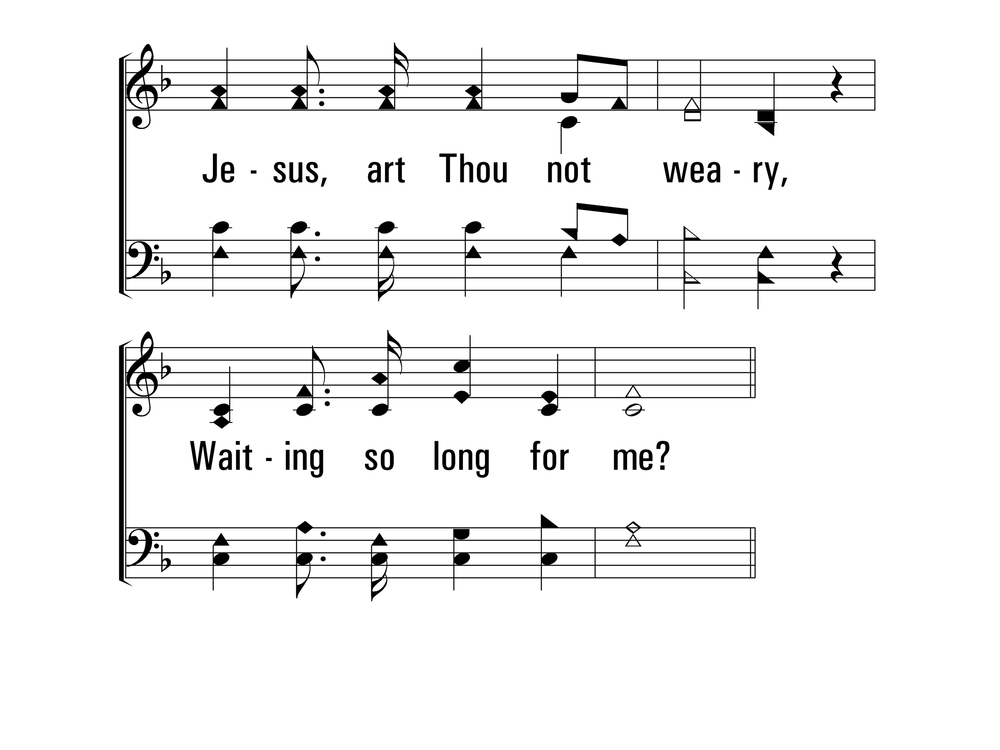 Je - sus, art Thou not wea - ry,
Wait - ing so long for me?